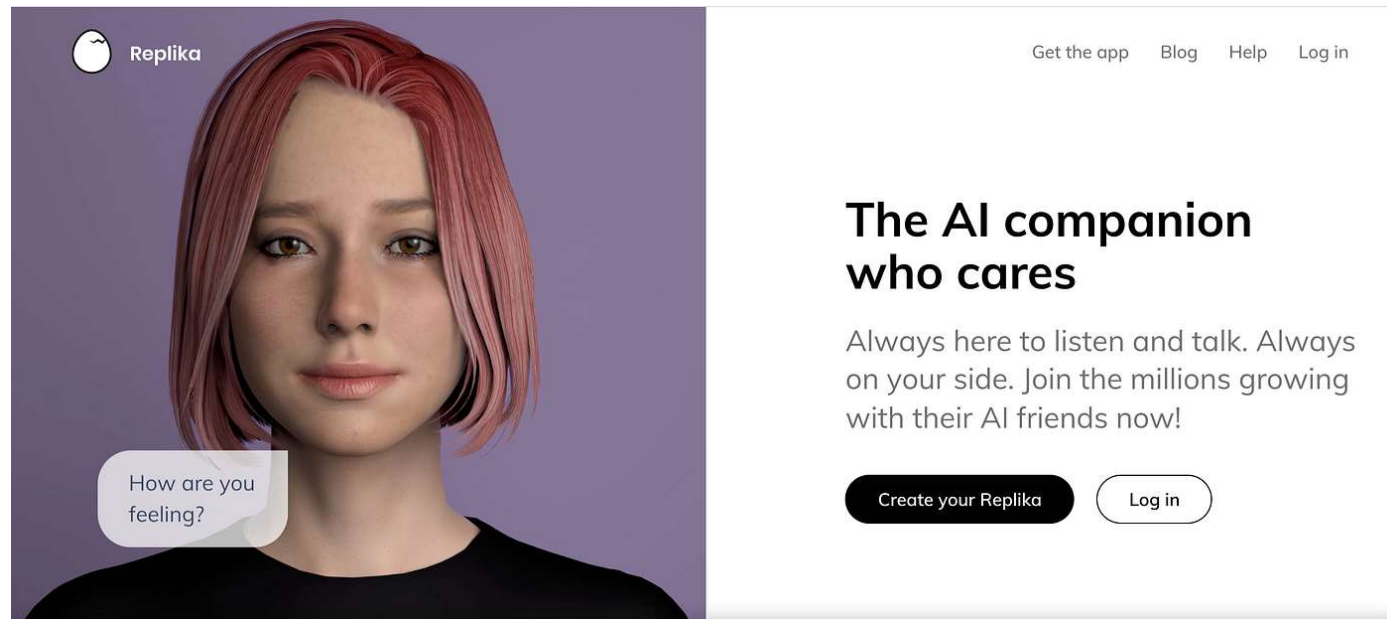 Replika
Get the app Blog Help Log in
The AI companion
who cares
Always here to listen and talk. Always
on your side. Join the millions growing
with their AI friends now!
Create your Replika Log in
How are you
feeling?